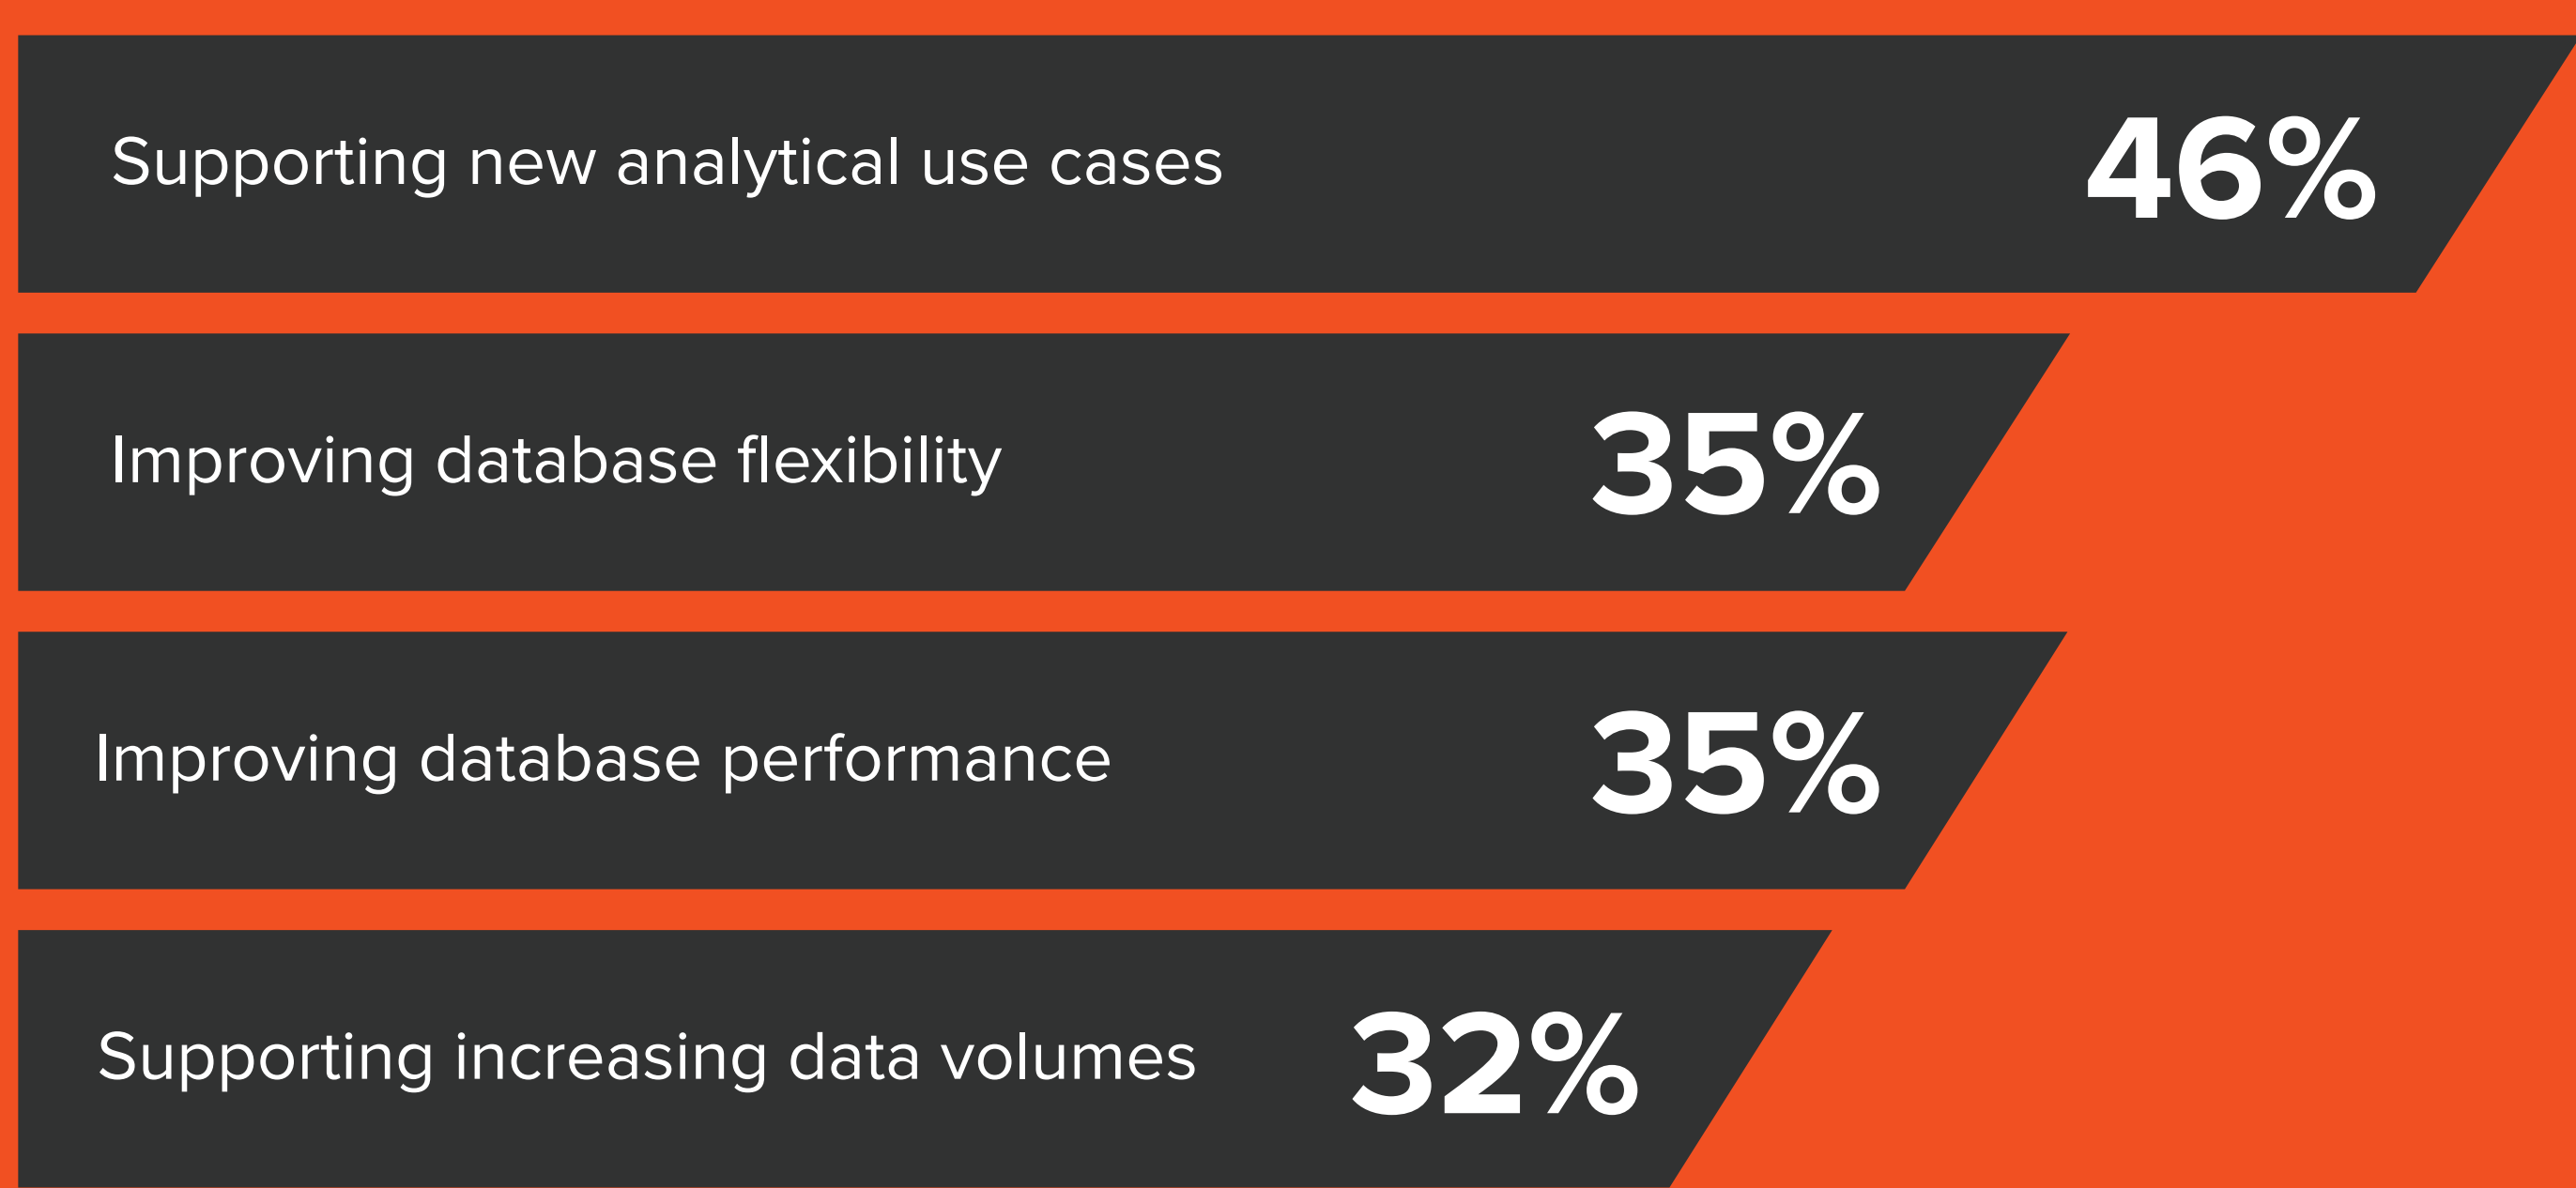 Supporting new analytical use cases 46%
Improving database flexibility 35%
Improving database performance 35%
Supporting increasing data volumes 32%